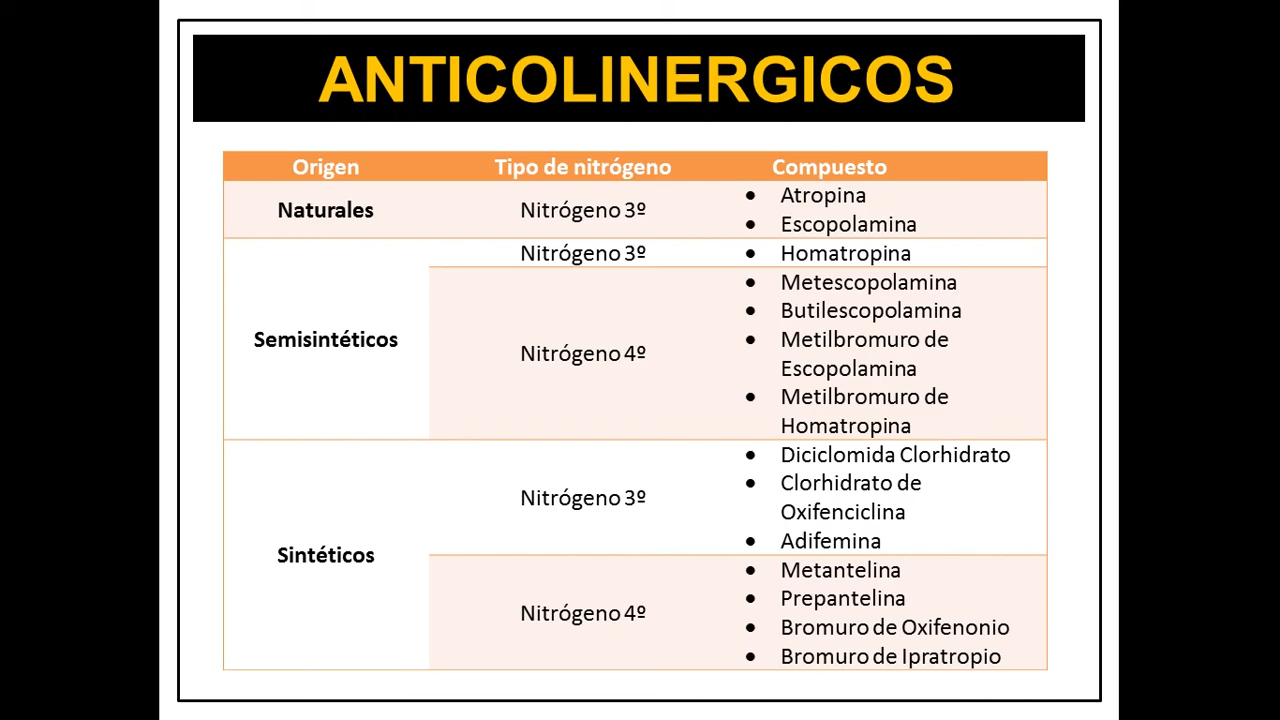 ANTICOLINERGICOS
Origen Tipo de nitrógeno Compuesto
Naturales Nitrógeno 3º
• Atropina
• Escopolamina
Semisintéticos
Nitrógeno 3º • Homatropina
Nitrógeno 4º
• Metescopolamina
• Butilescopolamina
• Metilbromuro de
Escopolamina
• Metilbromuro de
Homatropina
Sintéticos
Nitrógeno 3º
• Diciclomida Clorhidrato
• Clorhidrato de
Oxifenciclina
• Adifemina
Nitrógeno 4º
• Metantelina
• Prepantelina
• Bromuro de Oxifenonio
• Bromuro de Ipratropio